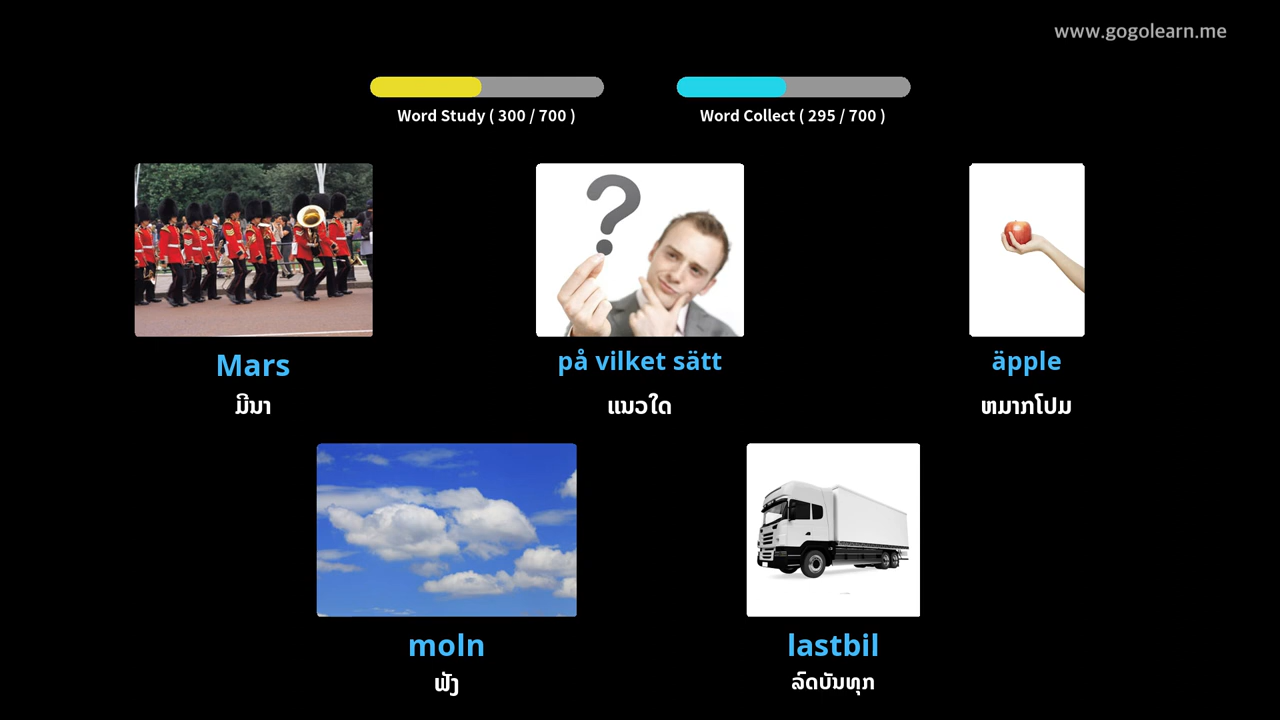 www.gogolearn.me
Word Study ( 300 / 700 )
Word Collect ( 295 / 700 )
Mars
ມີນາ
på vilket sätt
ແນວໃດ
äpple
ຫມາກໂປມ
moln
ຟັງ
lastbil
ລົດບັນທຸກ